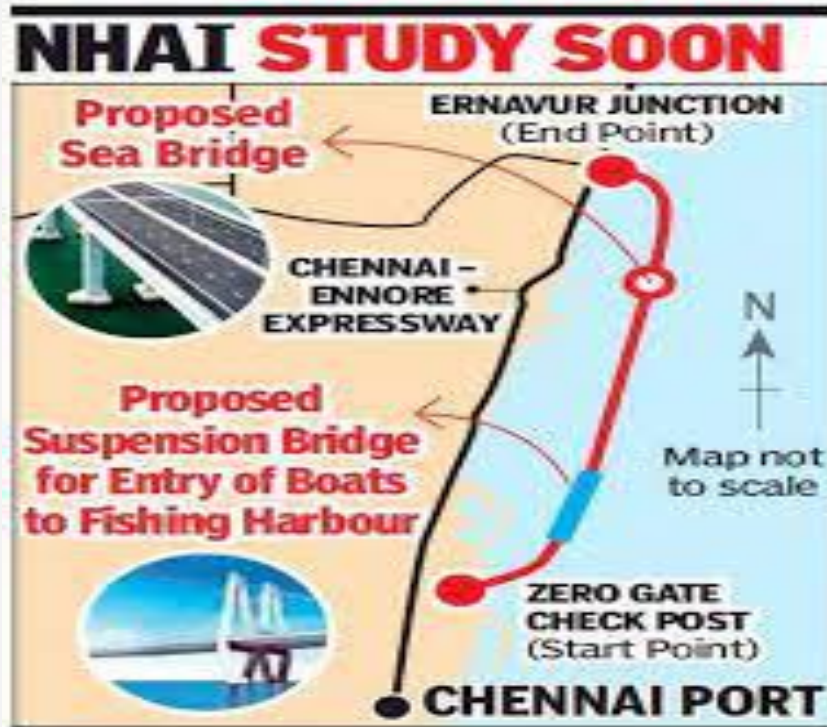 NHAI STUDY SOON
Proposed
Sea Bridge
ERNAVUR JUNCTION
(End Point)
CHENNAI –
ENNORE
EXPRESSWAY
N
Map not
to scale
Proposed
Suspension Bridge
for Entry of Boats
to Fishing Harbour
ZERO GATE
CHECK POST
(Start Point)
CHENNAI PORT